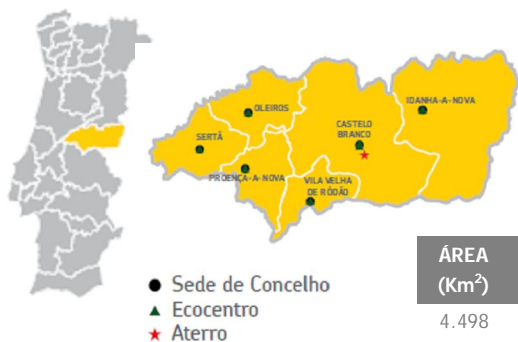 OLEIROS
IDANHA-A-NOVA
SERTÃ
CASTELO
BRANCO
PROENÇA-A-NOVA
VILA VELHA
DE RÓDÃO
Sede de Concelho
Ecocentro
Aterro
ÁREA
(Km²)
4.498